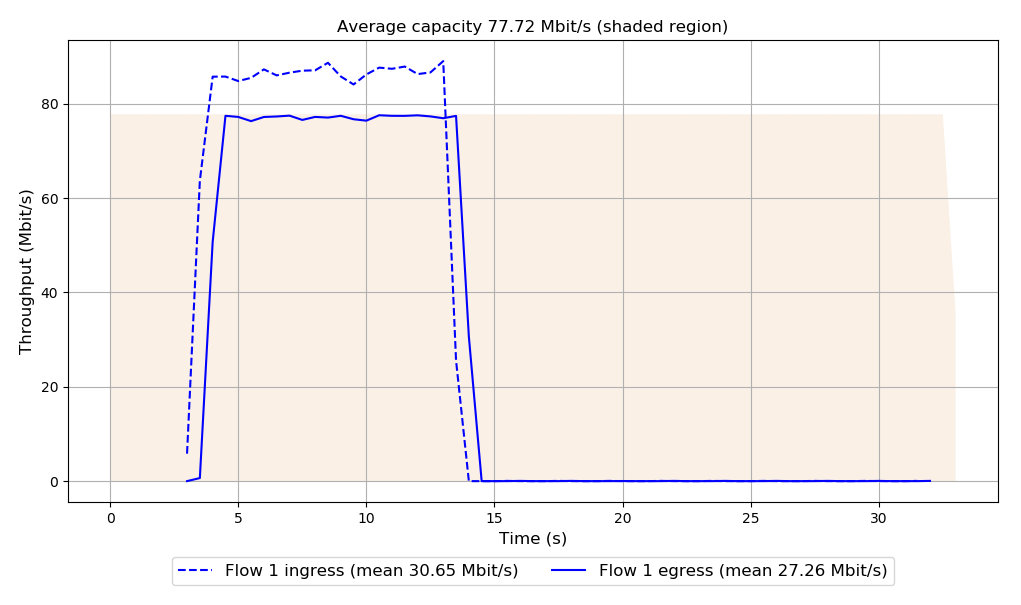 Average capacity 77.72 Mbit/s (shaded region)
Throughput (Mbit/s)
80
60
40
20
0
0 5 10 15 20 25 30
Time (s)
Flow 1 ingress (mean 30.65 Mbit/s) Flow 1 egress (mean 27.26 Mbit/s)